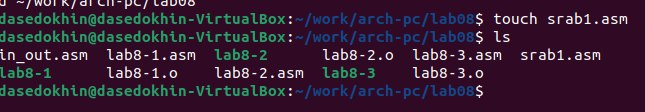 d ~/work/arch-pc/lab08
dasedokhin@dasedokhin-VirtualBox:~/work/arch-pc/lab08$ touch srab1.asm
dasedokhin@dasedokhin-VirtualBox:~/work/arch-pc/lab08$ ls
in_out.asm lab8-1.asm lab8-2 lab8-2.o lab8-3.asm srab1.asm
lab8-1 lab8-1.o lab8-2.asm lab8-3 lab8-3.o
dasedokhin@dasedokhin-VirtualBox:~/work/arch-pc/lab08$